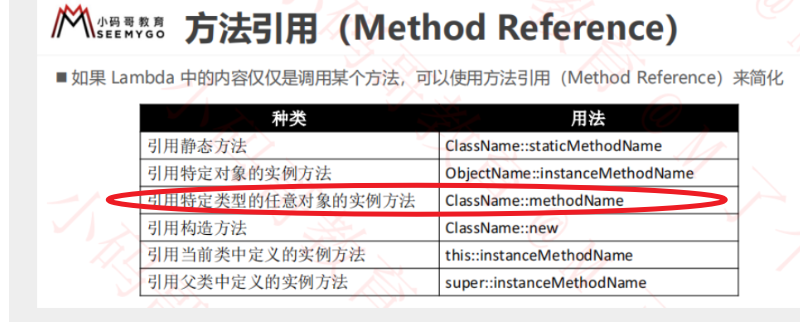 小码哥教育
SEEMYGO
方法引用（Method Reference）
■ 如果 Lambda 中的内容仅仅是调用某个方法，可以使用方法引用（Method Reference）来简化
种类 用法
引用静态方法 ClassName::staticMethodName
引用特定对象的实例方法 ObjectName::instanceMethodName
引用特定类型的任意对象的实例方法 ClassName::methodName
引用构造方法 ClassName::new
引用当前类中定义的实例方法 this::instanceMethodName
引用父类中定义的实例方法 super::instanceMethodName